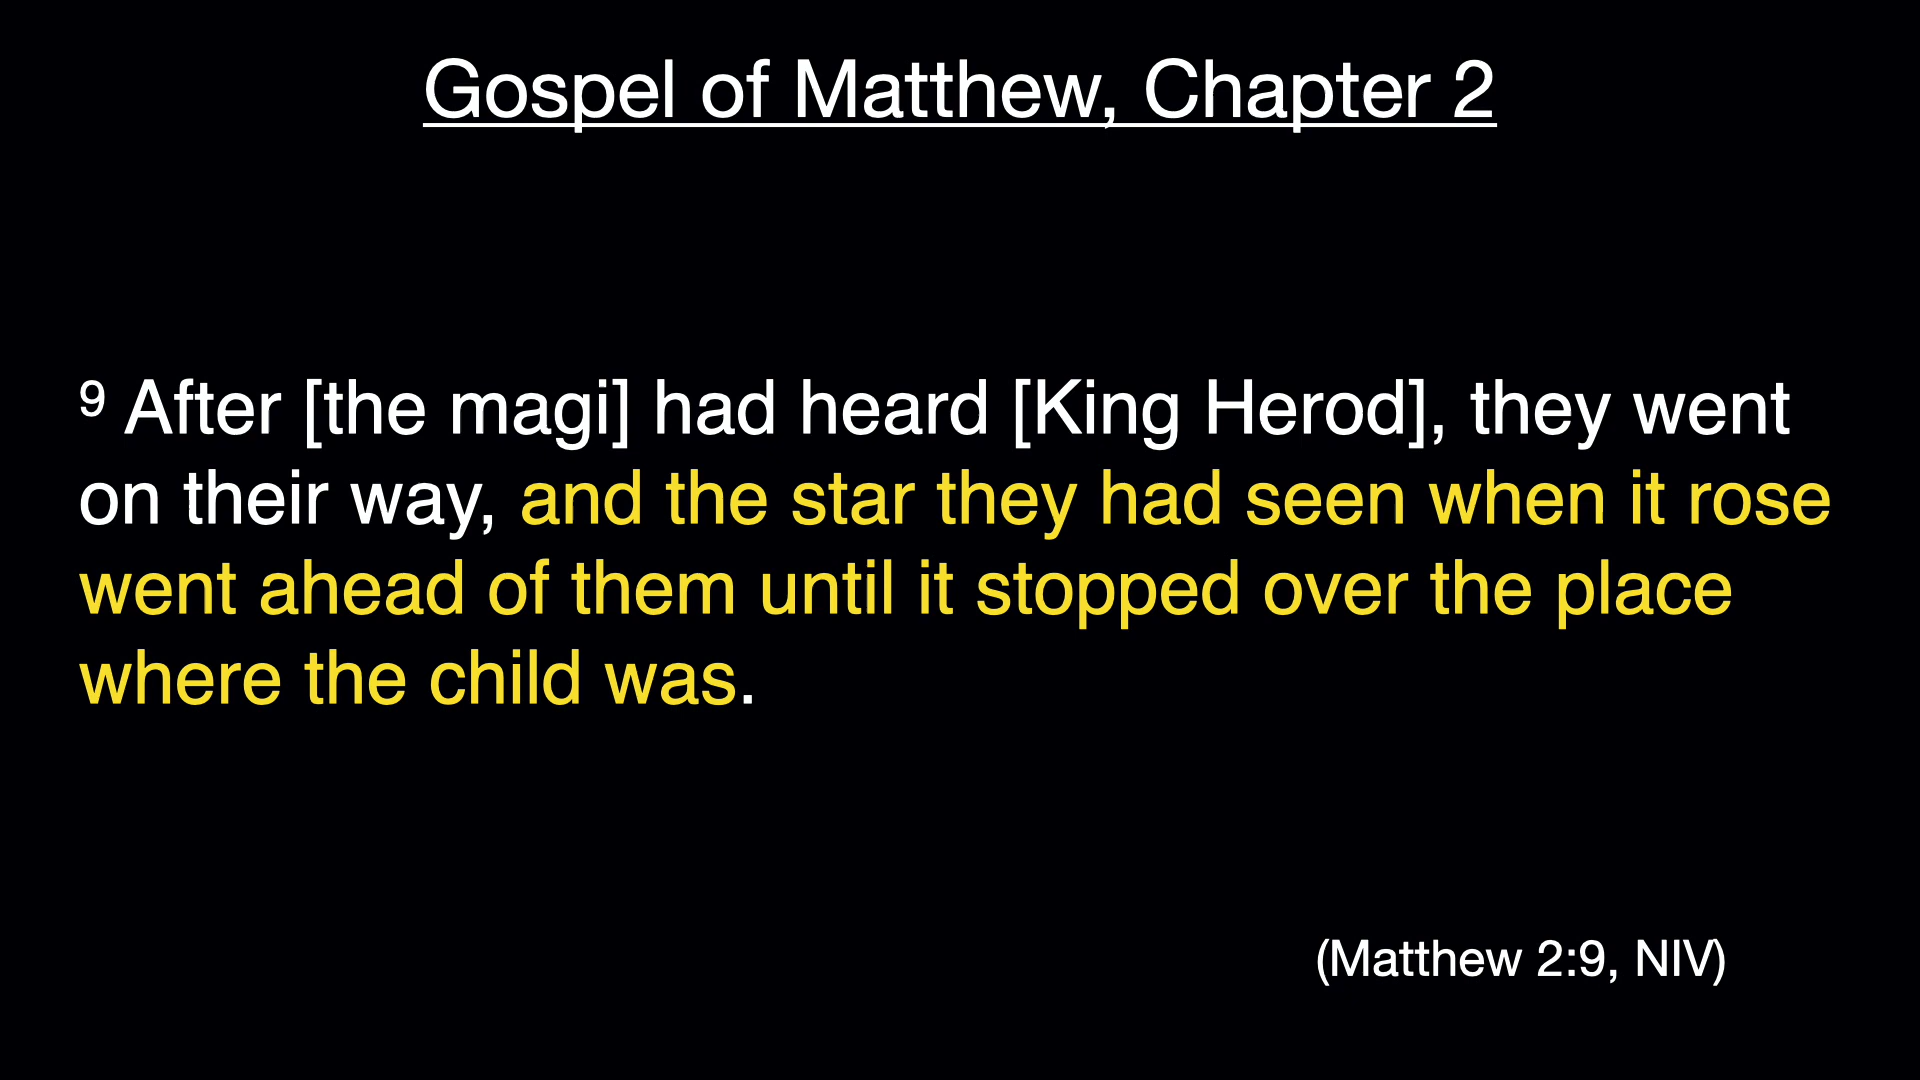 Gospel of Matthew, Chapter 2
⁹ After [the magi] had heard [King Herod], they went
on their way, and the star they had seen when it rose
went ahead of them until it stopped over the place
where the child was.
(Matthew 2:9, NIV)